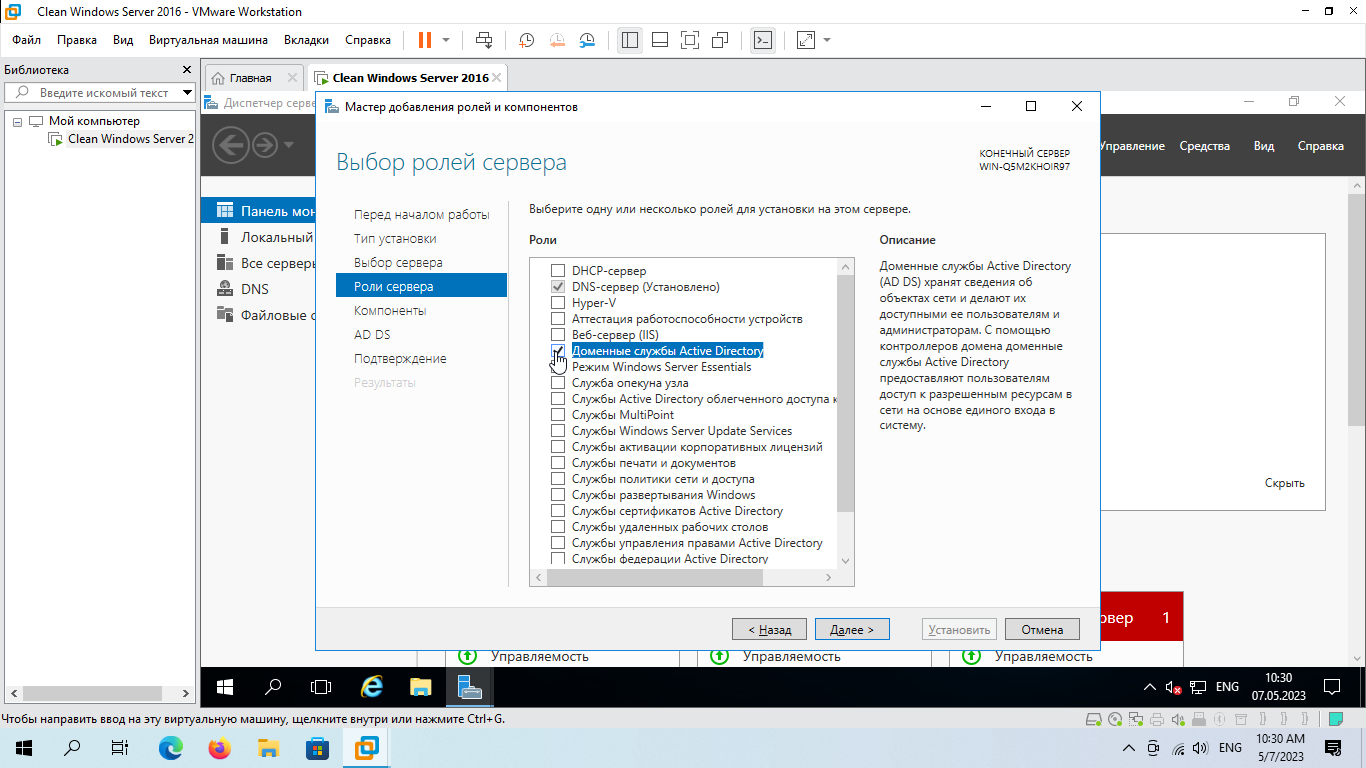 Clean Windows Server 2016 - VMware Workstation
Файл Правка Вид Виртуальная машина Вкладки Справка
Библиотека
Введите искомый текст
Мой компьютер
Clean Windows Server 2
Главная
Clean Windows Server 2016
Диспетчер серве
Управление Средства Вид Справка
Панель мон
Локальный
Все серверы
DNS
Файловые с
Мастер добавления ролей и компонентов
Выбор ролей сервера
КОНЕЧНЫЙ СЕРВЕР
WIN-Q5M2KHOIR97
Перед началом работы
Тип установки
Выбор сервера
Роли сервера
Компоненты
AD DS
Подтверждение
Результаты
Выберите одну или несколько ролей для установки на этом сервере.
Роли
DHCP-сервер
DNS-сервер (Установлено)
Hyper-V
Аттестация работоспособности устройств
Веб-сервер (IIS)
Доменные службы Active Directory
Режим Windows Server Essentials
Служба опекуна узла
Службы Active Directory облегченного доступа к
Службы MultiPoint
Службы Windows Server Update Services
Службы активации корпоративных лицензий
Службы печати и документов
Службы политики сети и доступа
Службы развертывания Windows
Службы сертификатов Active Directory
Службы удаленных рабочих столов
Службы управления правами Active Directory
Службы федерации Active Directory
Описание
Доменные службы Active Directory
(AD DS) хранят сведения об
объектах сети и делают их
доступными ее пользователям и
администраторам. С помощью
контроллеров домена доменные
службы Active Directory
предоставляют пользователям
доступ к разрешенным ресурсам в
сети на основе единого входа в
систему.
< Назад Далее > Установить Отмена
Скрыть
рвер 1
Управляемость Управляемость Управляемость
ENG
10:30
07.05.2023
Чтобы направить ввод на эту виртуальную машину, щелкните внутри или нажмите Ctrl+G.
ENG
10:30 AM
5/7/2023